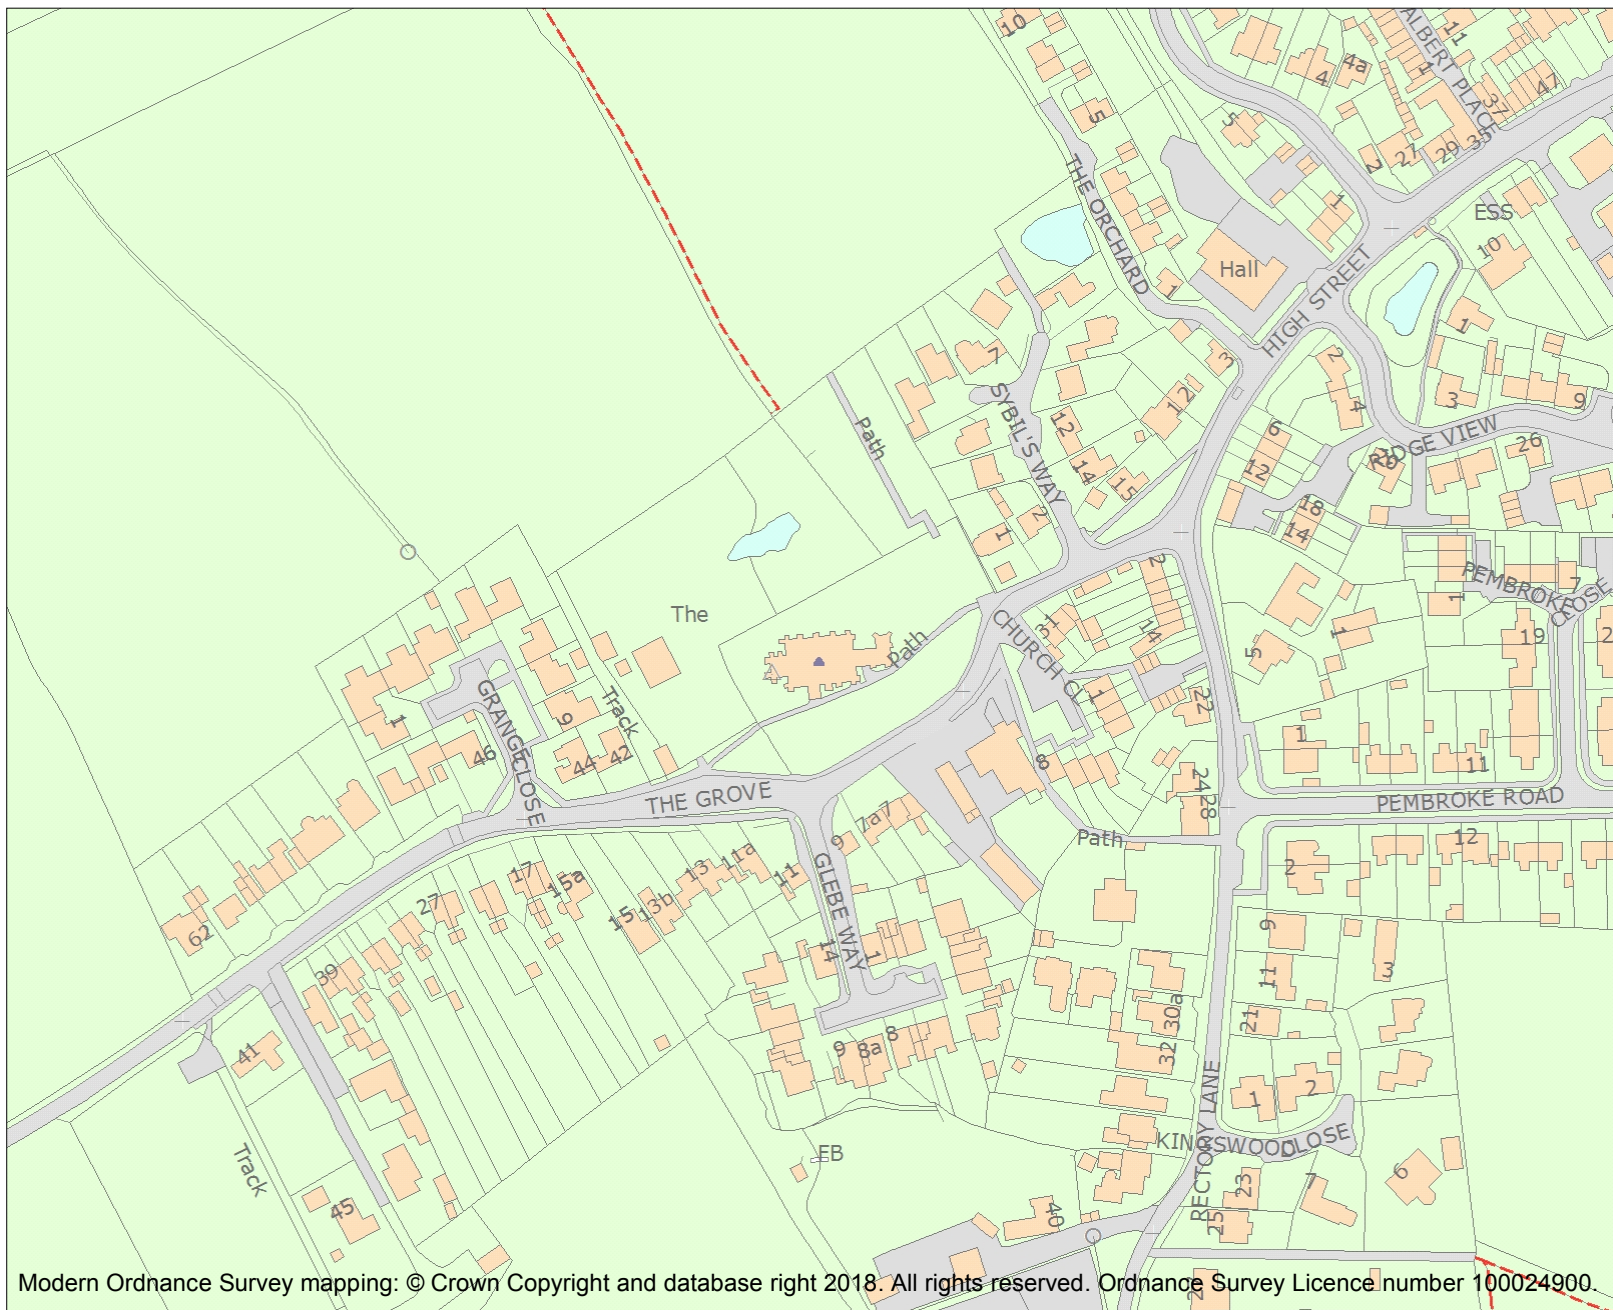 10
ALBERT PLACE
11
1
4a
4
47
37
35
29
27
2
5
5
1
ESS
10
THE ORCHARD
Hall
1
HIGH STREET
1
3
2
7
SYBIL'S WAY
12
12
14
15
4
3
9
RIDGE VIEW
26
6
12
18
14
Path
2
1
2
14
PEMBROKE
CLOSE
7
1
19
2
1
5
The
Path
CHURCH CL
31
1
22
8
GRANGE CLOSE
1
9
46
44
42
Track
THE GROVE
1
11
PEMBROKE ROAD
24
28
Path
12
2
7
7a
9
11
11a
13
13b
15
15a
17
27
39
62
GLEBE WAY
14
1
9
8a
8
9
11
21
3
30a
32
41
RECTORY LANE
1
2
KINGSWOOD CLOSE
EB
Track
45
40
23
25
7
6
Modern Ordnance Survey mapping: © Crown Copyright and database right 2018. All rights reserved. Ordnance Survey Licence number 100024900.